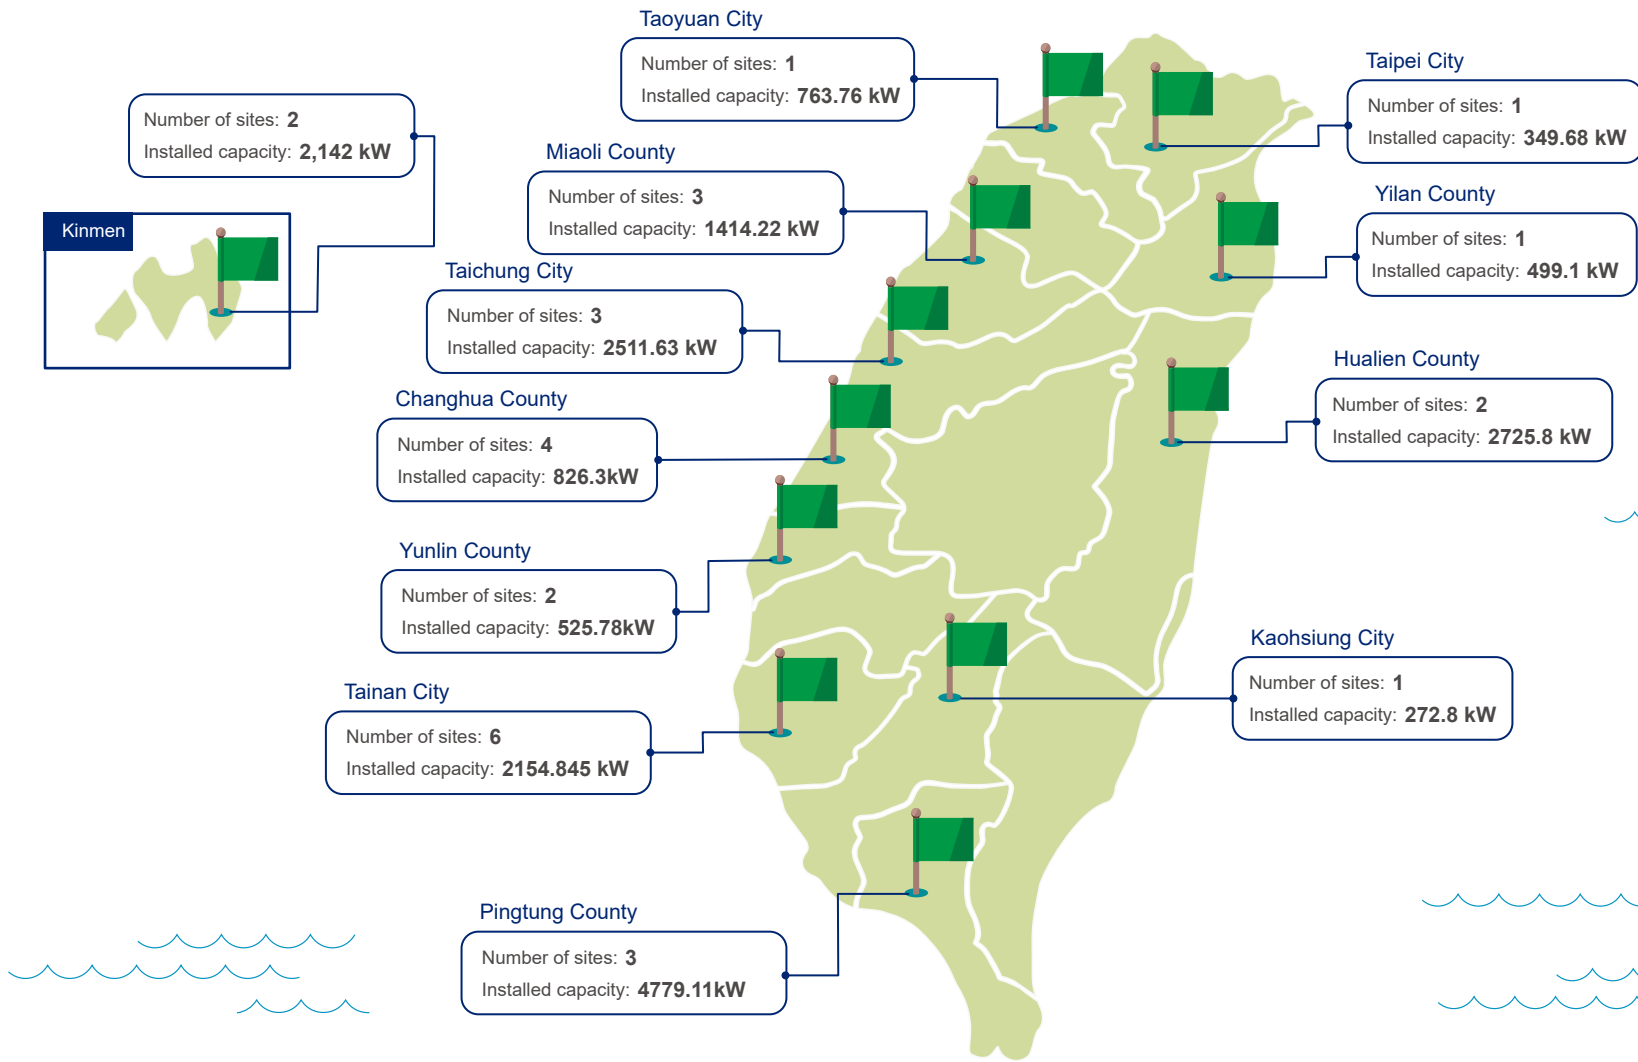 Taoyuan City
Number of sites: 1
Installed capacity: 763.76 kW
Taipei City
Number of sites: 1
Installed capacity: 349.68 kW
Number of sites: 2
Installed capacity: 2,142 kW
Kinmen
Miaoli County
Number of sites: 3
Installed capacity: 1414.22 kW
Yilan County
Number of sites: 1
Installed capacity: 499.1 kW
Taichung City
Number of sites: 3
Installed capacity: 2511.63 kW
Hualien County
Number of sites: 2
Installed capacity: 2725.8 kW
Changhua County
Number of sites: 4
Installed capacity: 826.3kW
Yunlin County
Number of sites: 2
Installed capacity: 525.78kW
Kaohsiung City
Number of sites: 1
Installed capacity: 272.8 kW
Tainan City
Number of sites: 6
Installed capacity: 2154.845 kW
Pingtung County
Number of sites: 3
Installed capacity: 4779.11kW